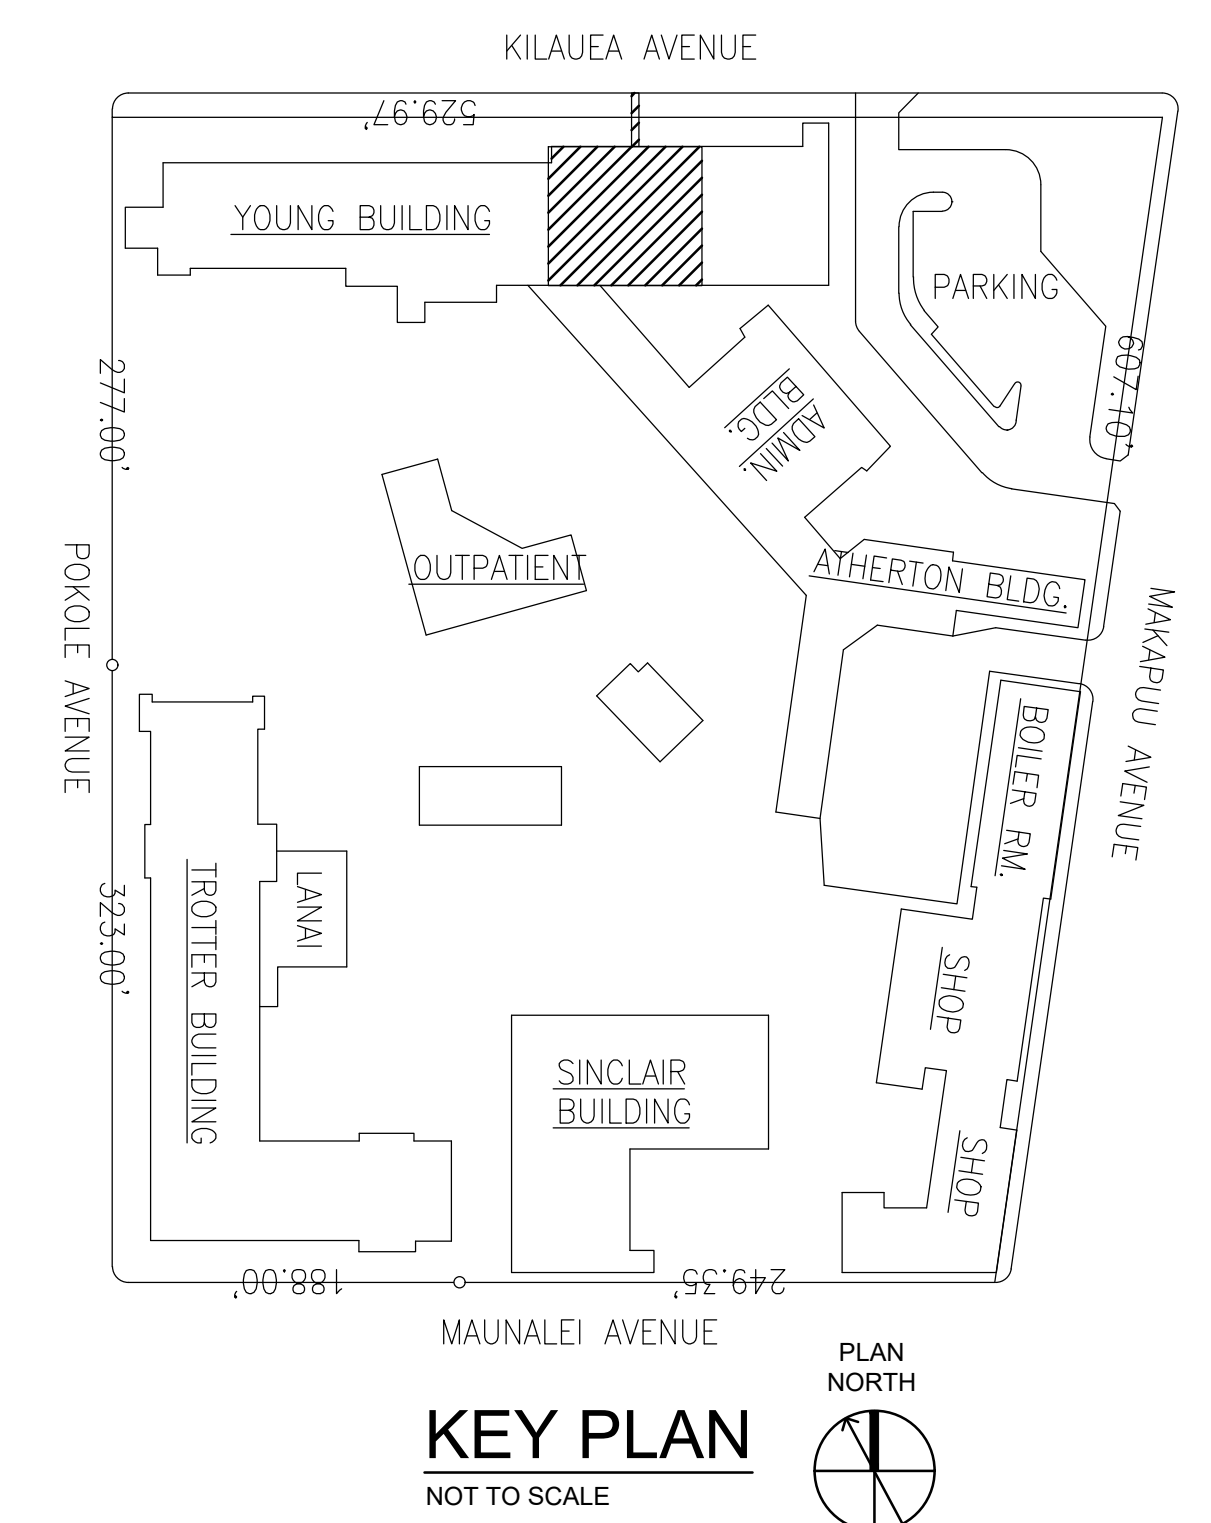 KILAUEA AVENUE
529.97'
YOUNG BUILDING
PARKING
277.00'
607.10'
ADMIN.
BLDG.
OUTPATIENT
ATHERTON BLDG.
POKOLE AVENUE
MAKAPUU AVENUE
BOILER RM.
TROTTER BUILDING
LANAI
323.00'
SHOP
SINCLAIR
BUILDING
SHOP
188.00'
249.35'
MAUNALEI AVENUE
PLAN
NORTH
KEY PLAN
NOT TO SCALE